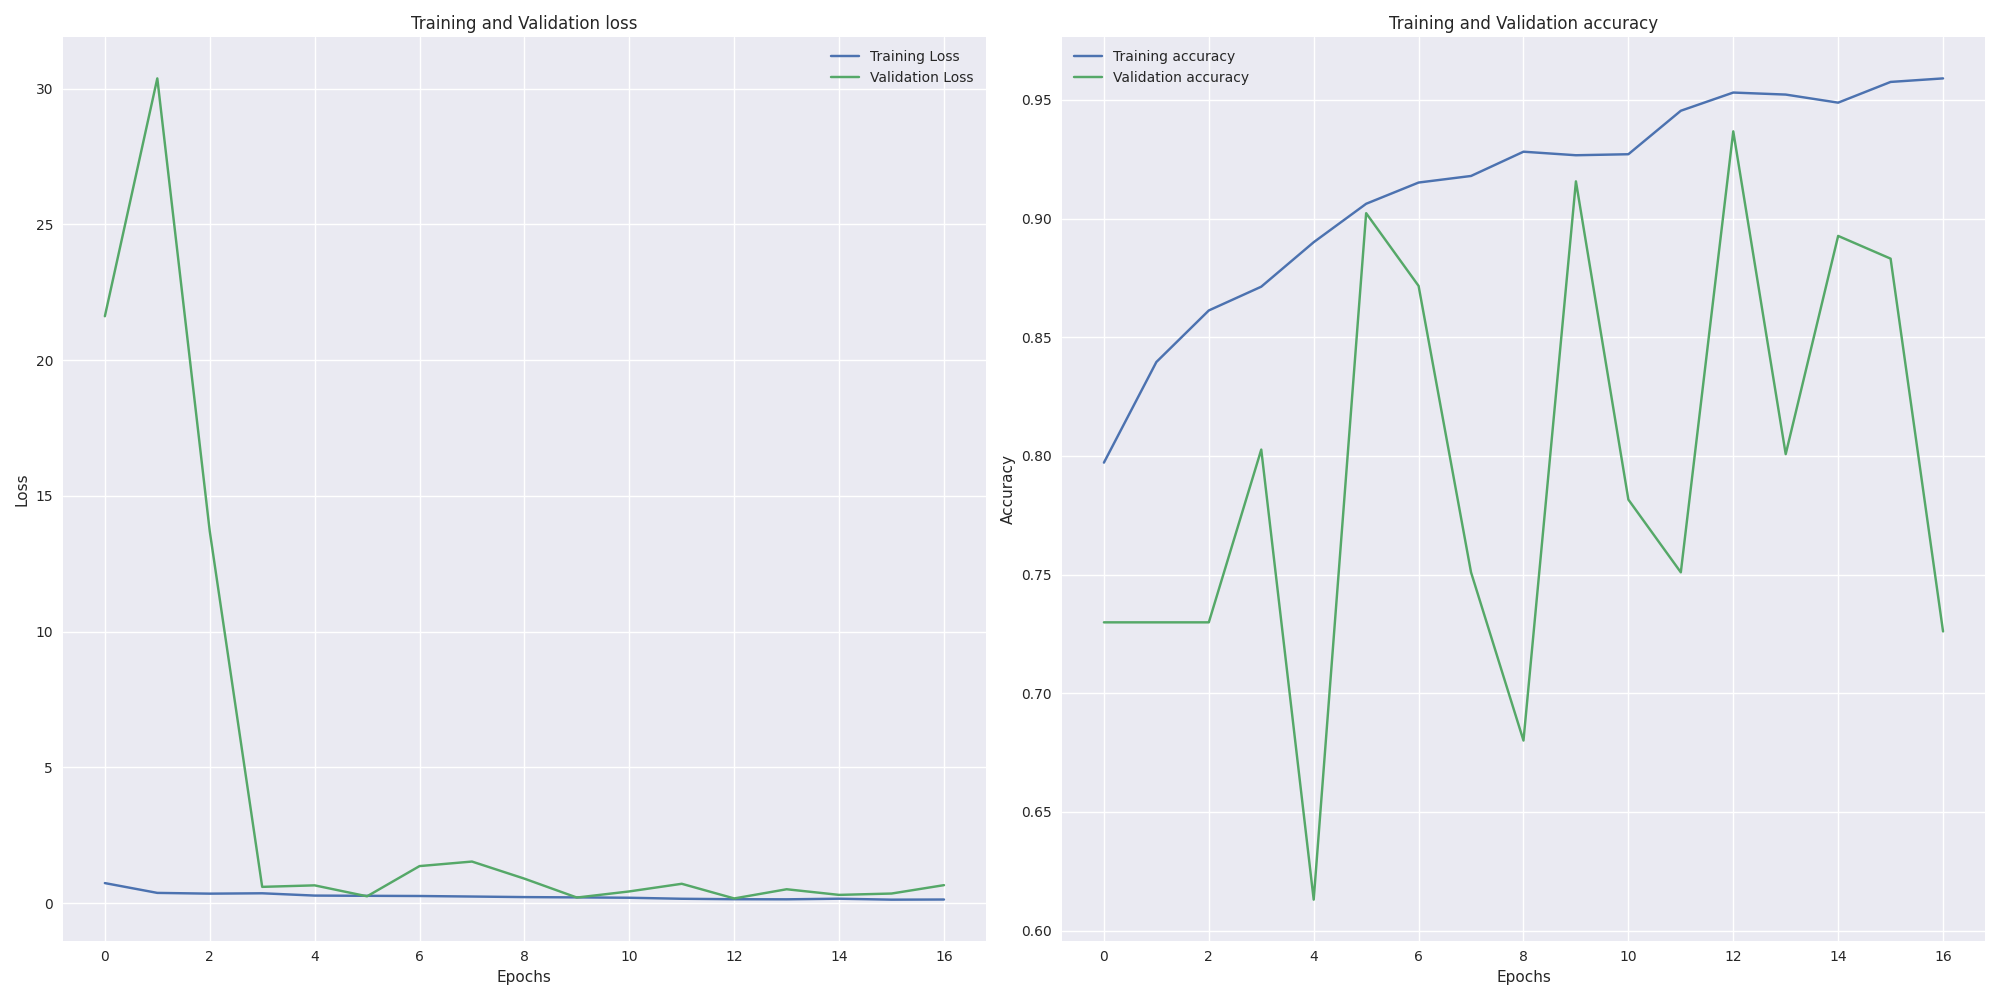 Training and Validation loss
Training Loss
Validation Loss
30
25
20
15
10
5
0
Loss
0 2 4 6 8 10 12 14 16
Epochs
Training and Validation accuracy
Training accuracy
Validation accuracy
0.95
0.90
0.85
0.80
0.75
0.70
0.65
0.60
Accuracy
0 2 4 6 8 10 12 14 16
Epochs